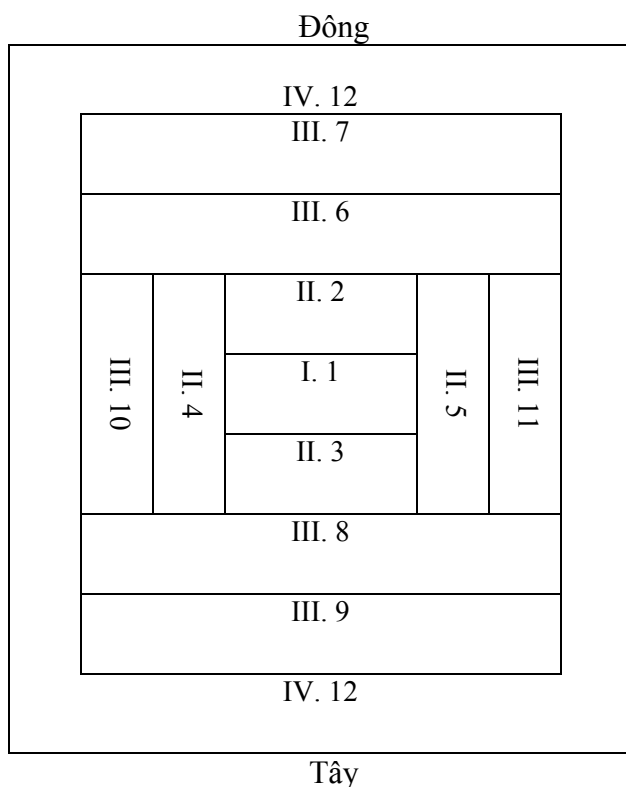 Đông
IV. 12
III. 7
III. 6
II. 2
III. 10
II. 4
I. 1
II. 5
III. 11
II. 3
III. 8
III. 9
IV. 12
Tây